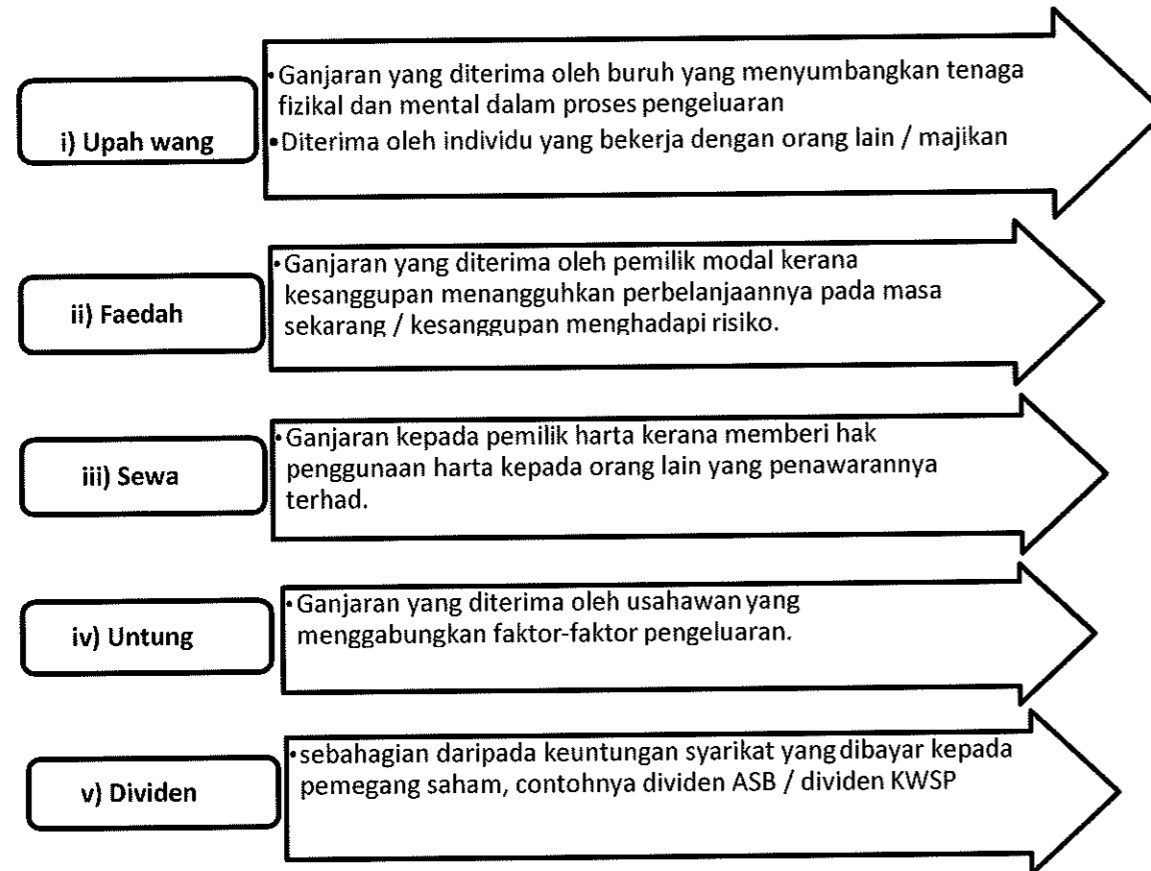 i) Upah wang
•Ganjaran yang diterima oleh buruh yang menyumbangkan tenaga
fizikal dan mental dalam proses pengeluaran
•Diterima oleh individu yang bekerja dengan orang lain / majikan
ii) Faedah
•Ganjaran yang diterima oleh pemilik modal kerana
kesanggupan menangguhkan perbelanjaannya pada masa
sekarang / kesanggupan menghadapi risiko.
iii) Sewa
•Ganjaran kepada pemilik harta kerana memberi hak
penggunaan harta kepada orang lain yang penawarannya
terhad.
iv) Untung
•Ganjaran yang diterima oleh usahawan yang
menggabungkan faktor-faktor pengeluaran.
v) Dividen
•sebahagian daripada keuntungan syarikat yang dibayar kepada
pemegang saham, contohnya dividen ASB / dividen KWSP